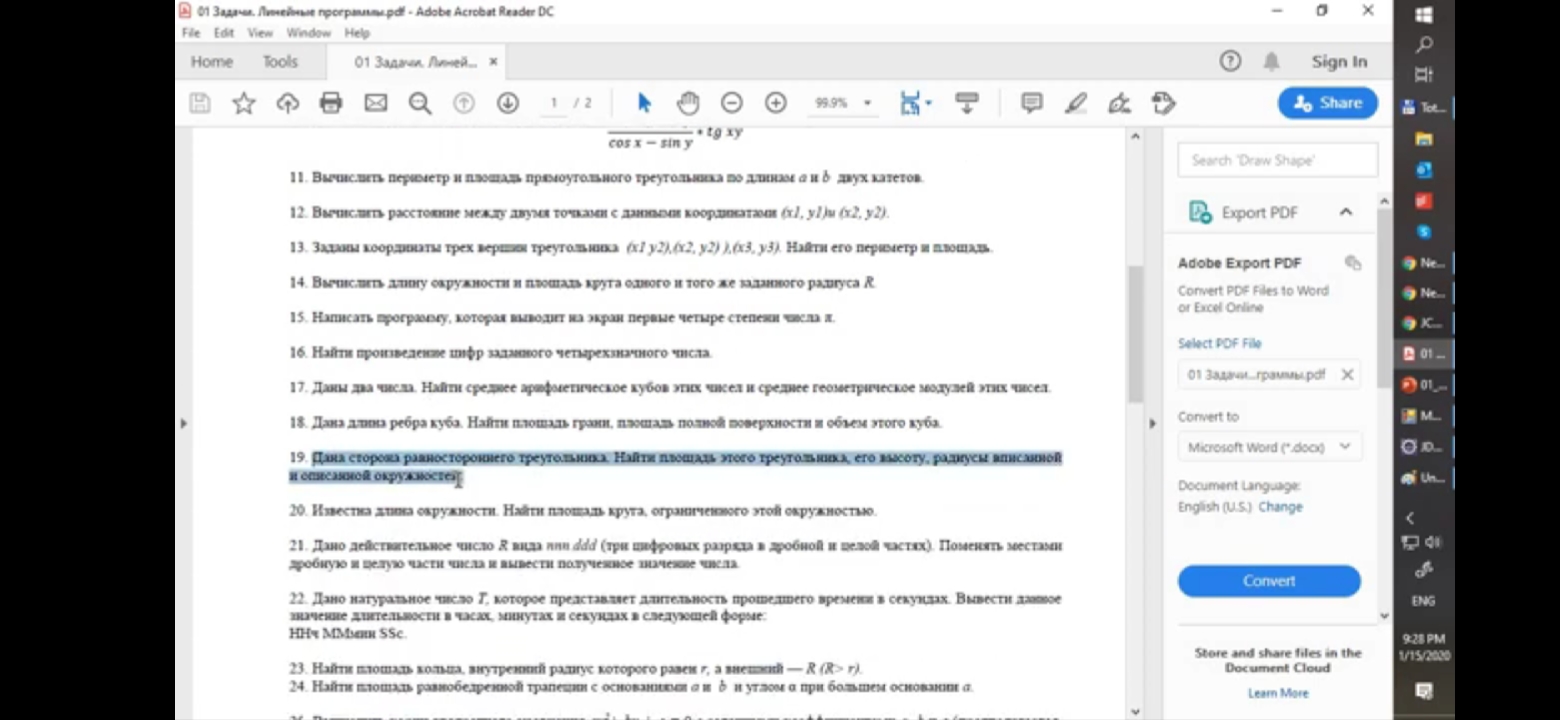 01 Задачи. Линейные программы.pdf - Adobe Acrobat Reader DC
File Edit View Window Help
Home Tools 01 Задачи. Линей... × Sign In
1 / 2 99.9% Share
cos x − sin y * tg xy
11. Вычислить периметр и площадь прямоугольного треугольника по длинам a и b двух катетов.
12. Вычислить расстояние между двумя точками с данными координатами (x1, y1)и (x2, y2).
13. Заданы координаты трех вершин треугольника (x1 y2),(x2, y2) ),(x3, y3). Найти его периметр и площадь.
14. Вычислить длину окружности и площадь круга одного и того же заданного радиуса R.
15. Написать программу, которая выводит на экран первые четыре степени числа π.
16. Найти произведение цифр заданного четырехзначного числа.
17. Даны два числа. Найти среднее арифметическое кубов этих чисел и среднее геометрическое модулей этих чисел.
18. Дана длина ребра куба. Найти площадь грани, площадь полной поверхности и объем этого куба.
19. Дана сторона равностороннего треугольника. Найти площадь этого треугольника, его высоту, радиусы вписанной
и описанной окружностей.
20. Известна длина окружности. Найти площадь круга, ограниченного этой окружностью.
21. Дано действительное число R вида nnn.ddd (три цифровых разряда в дробной и целой частях). Поменять местами
дробную и целую части числа и вывести полученное значение числа.
22. Дано натуральное число T, которое представляет длительность прошедшего времени в секундах. Вывести данное
значение длительности в часах, минутах и секундах в следующей форме:
ННч ММмин SSс.
23. Найти площадь кольца, внутренний радиус которого равен r, а внешний — R (R> r).
24. Найти площадь равнобедренной трапеции с основаниями a и b и углом α при большем основании a.
Search 'Draw Shape'
Export PDF
Adobe Export PDF
Convert PDF Files to Word
or Excel Online
Select PDF File
01 Задачи...граммы.pdf
Convert to
Microsoft Word (*.docx)
Document Language:
English (U.S.) Change
Convert
Store and share files in the
Document Cloud
Learn More
Tot...
Ne...
Ne...
JC...
01 ...
01_...
M...
JD...
Un...
ENG
9:28 PM
1/15/2020